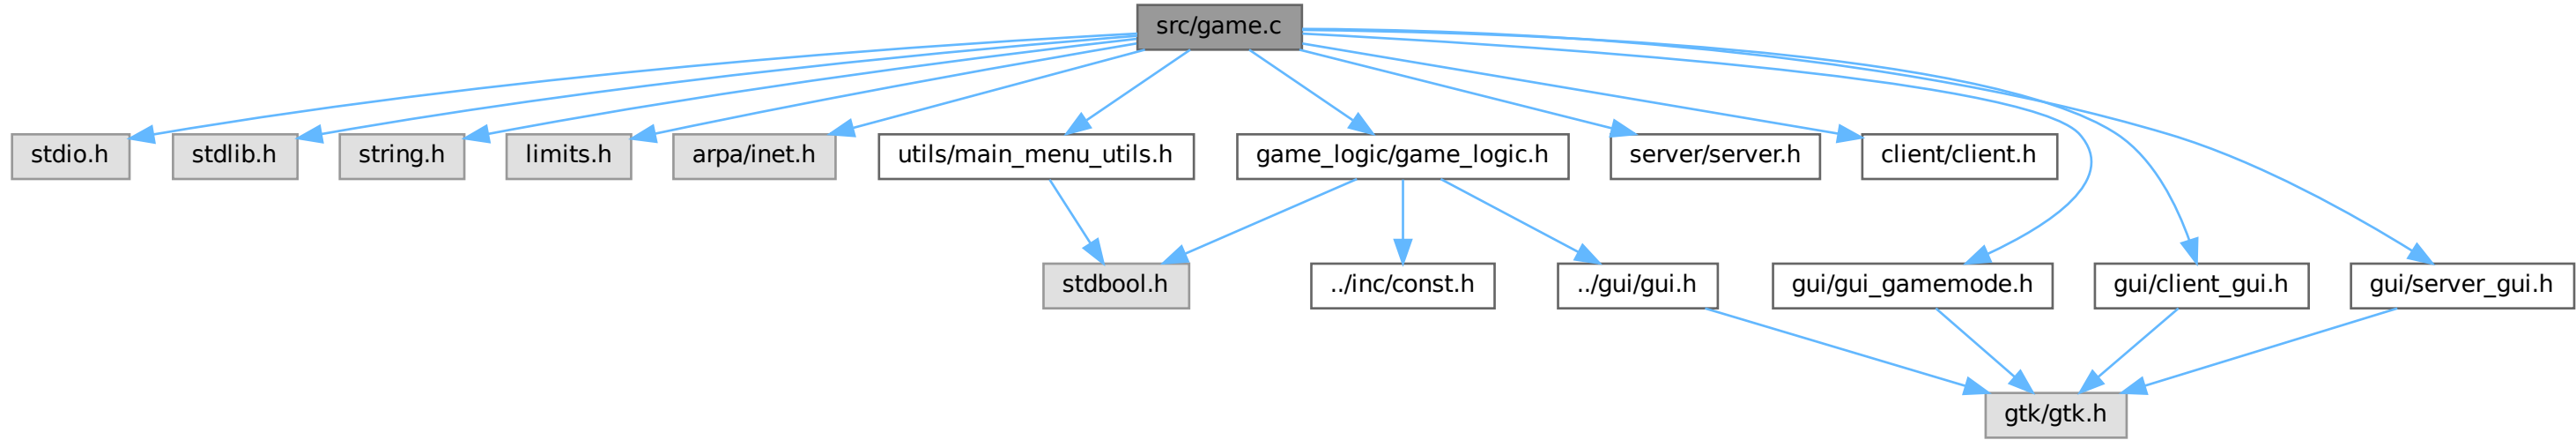 src/game.c
stdio.h
stdlib.h
string.h
limits.h
arpa/inet.h
utils/main_menu_utils.h
game_logic/game_logic.h
server/server.h
client/client.h
stdbool.h
../inc/const.h
../gui/gui.h
gui/gui_gamemode.h
gui/client_gui.h
gui/server_gui.h
gtk/gtk.h